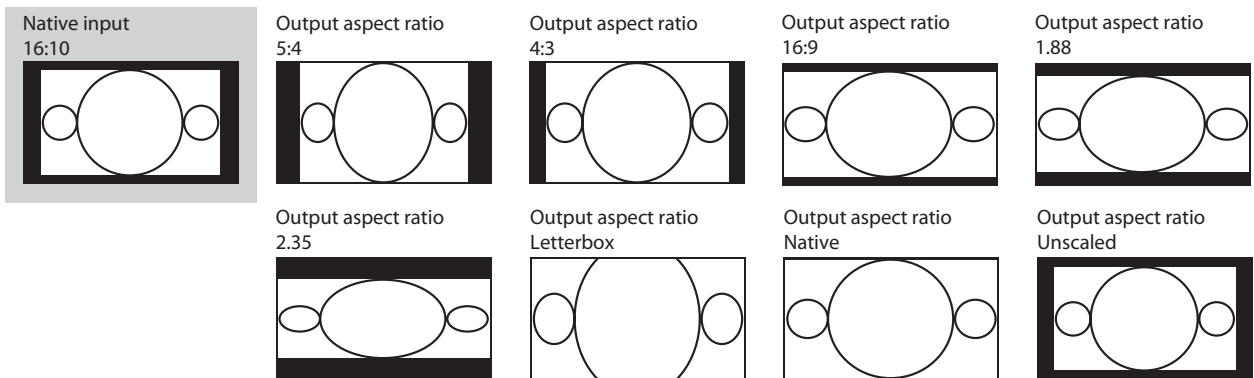 Native input
16:10
Output aspect ratio
5:4
Output aspect ratio
4:3
Output aspect ratio
16:9
Output aspect ratio
1.88
Output aspect ratio
2.35
Output aspect ratio
Letterbox
Output aspect ratio
Native
Output aspect ratio
Unscaled